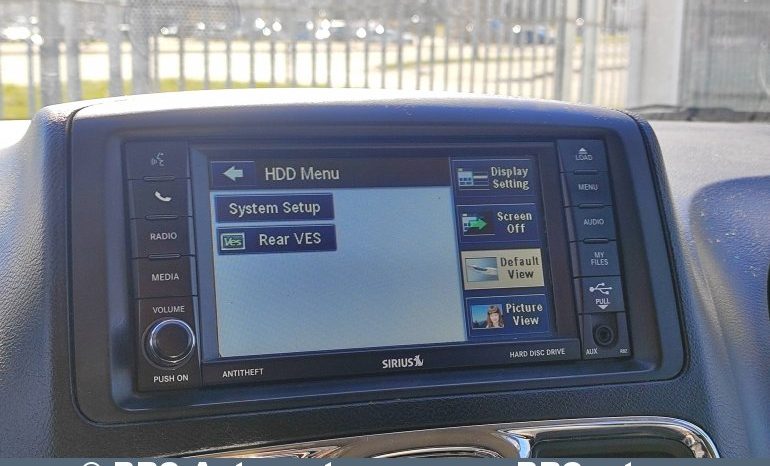 HDD Menu
System Setup
Ves Rear VES
Display
Setting
Screen
Off
Default
View
Picture
View
RADIO
MEDIA
VOLUME
PUSH ON
LOAD
MENU
AUDIO
MY
FILES
PULL
AUX RBZ
ANTITHEFT
SIRIUS
HARD DISC DRIVE